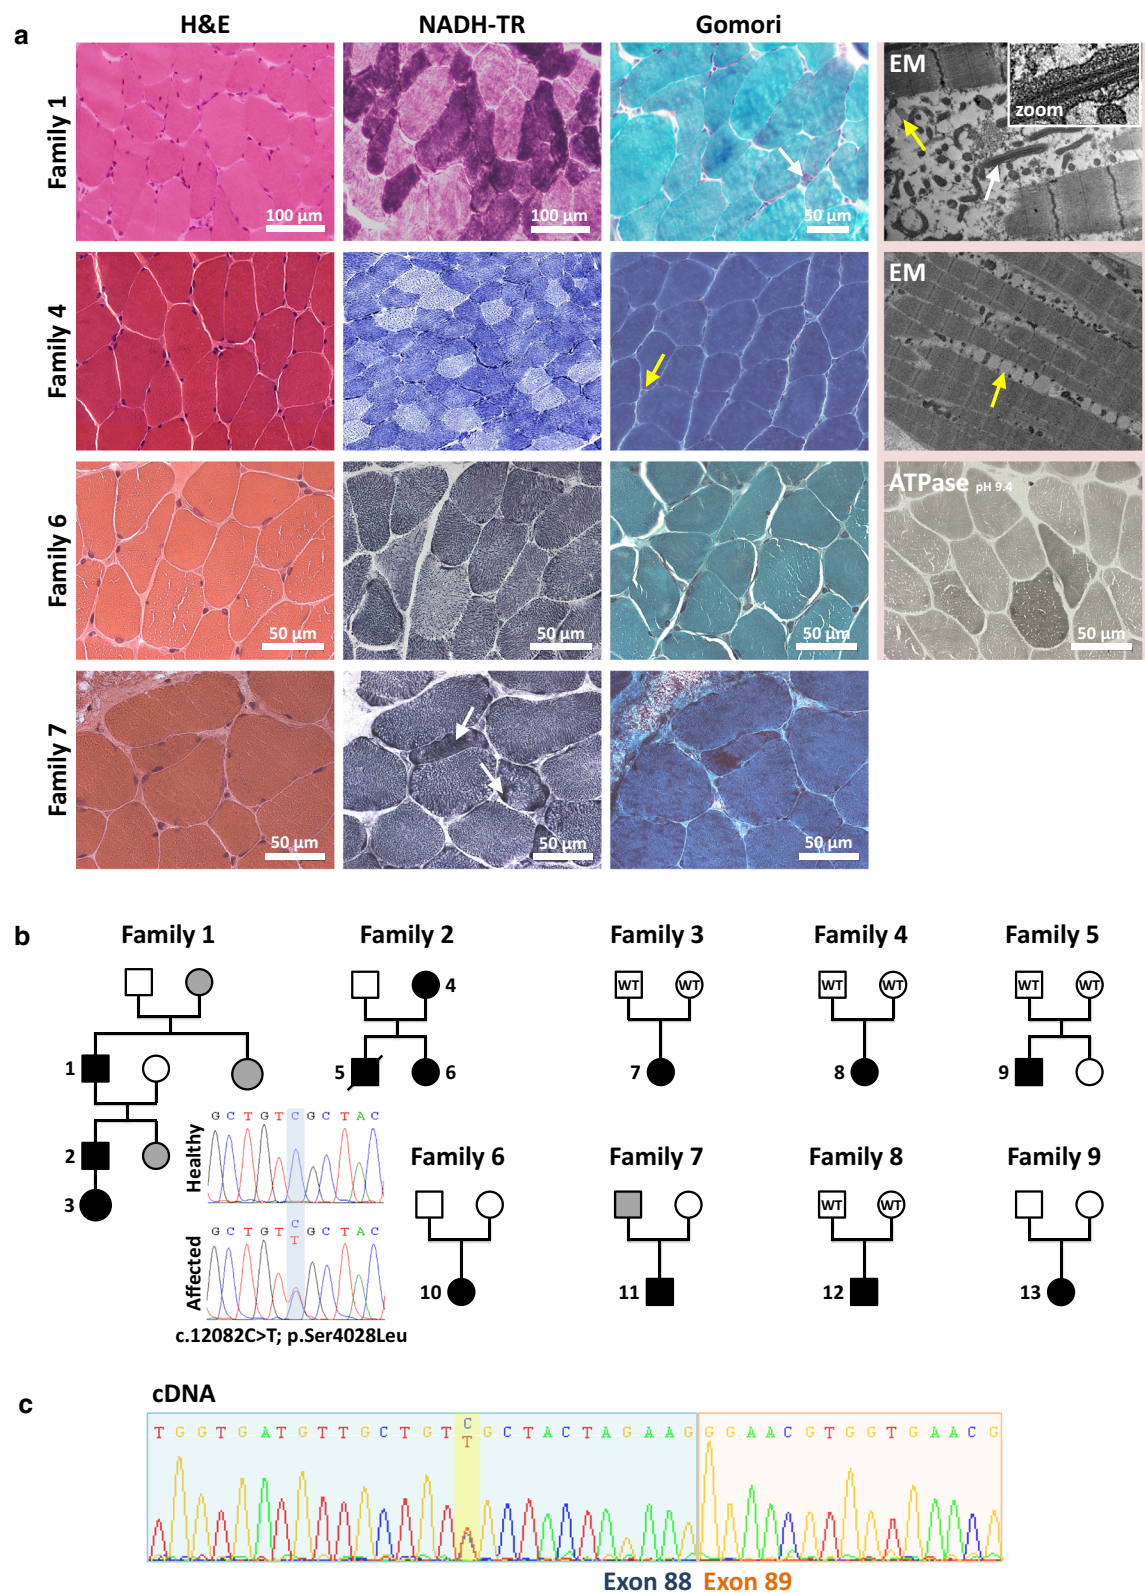 a
H&E NADH-TR Gomori
Family 1
100 µm
100 µm
50 µm
EM
zoom
Family 4
EM
Family 6
50 µm
50 µm
50 µm
ATPase pH 9.4
50 µm
Family 7
50 µm
50 µm
50 µm
b
Family 1
Family 2
Family 3
Family 4
Family 5
4
WT WT
WT WT
WT WT
1
5
6
7
8
9
Healthy
G C T G T C G C T A C
2
3
Affected
C
G C T G T G C T A C
T
c.12082C>T; p.Ser4028Leu
Family 6
Family 7
Family 8
Family 9
WT WT
10
11
12
13
c
cDNA
C
T G G T G A T G T T G C T G T G C T A C T A G A A G G G A A C G T G G T G A A C G
T
Exon 88 Exon 89